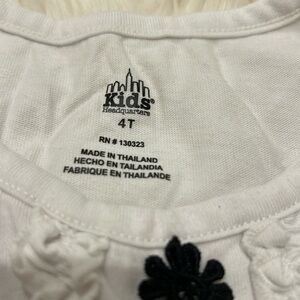 Kids®
Headquarters
4T
RN # 130323
MADE IN THAILAND
HECHO EN TAILANDIA
FABRIQUE EN THAILANDE